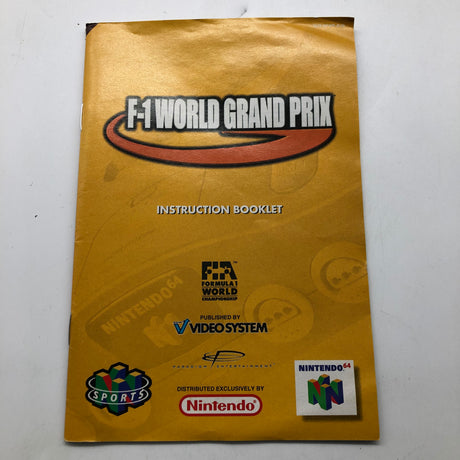 F-1 WORLD GRAND PRIX
INSTRUCTION BOOKLET
FIA™
FORMULA 1
WORLD
CHAMPIONSHIP
NINTENDO64
PUBLISHED BY
VIDEO SYSTEM
PARADIGM ENTERTAINMENT
NINTENDO64
N
SPORTS
DISTRIBUTED EXCLUSIVELY BY
Nintendo®